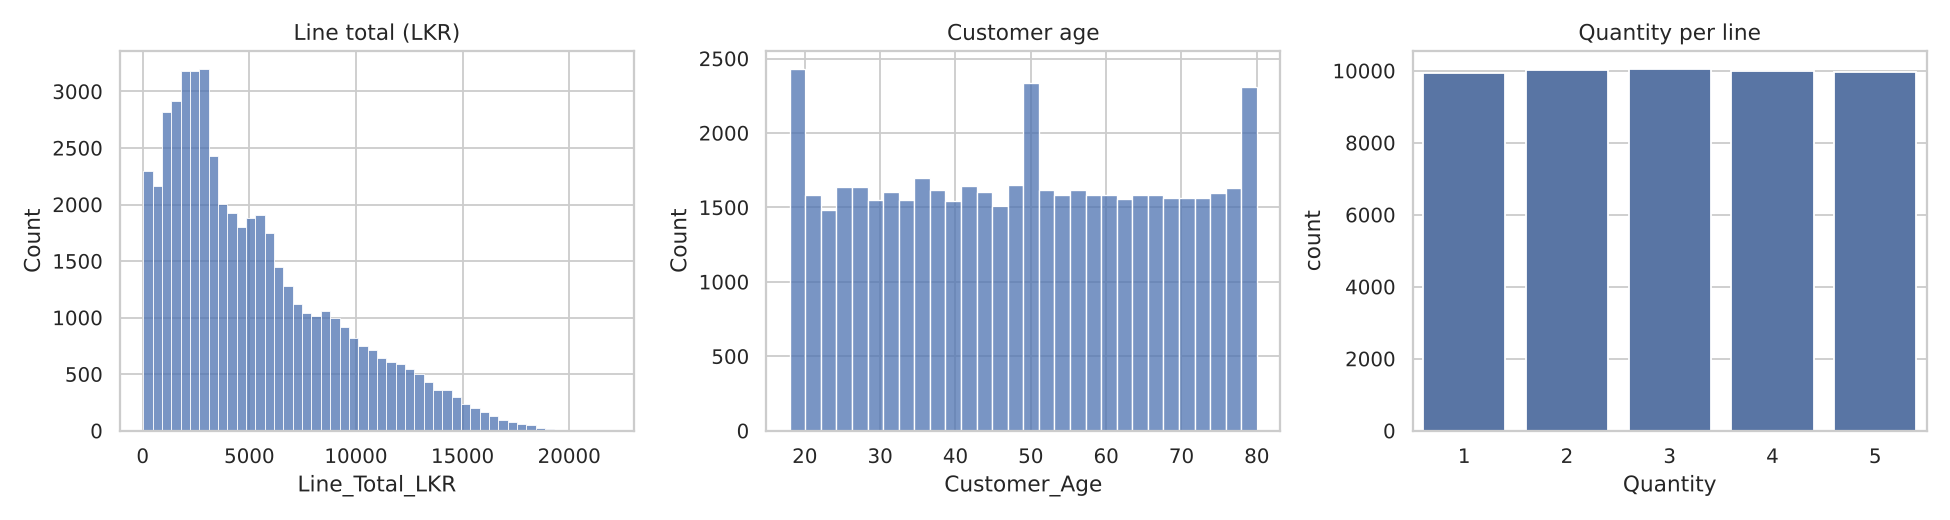 Line total (LKR)
3000
2500
2000
1500
1000
500
0
Count
0 5000 10000 15000 20000
Line_Total_LKR
Customer age
2500
2000
1500
1000
500
0
Count
20 30 40 50 60 70 80
Customer_Age
Quantity per line
10000
8000
6000
4000
2000
0
count
1 2 3 4 5
Quantity